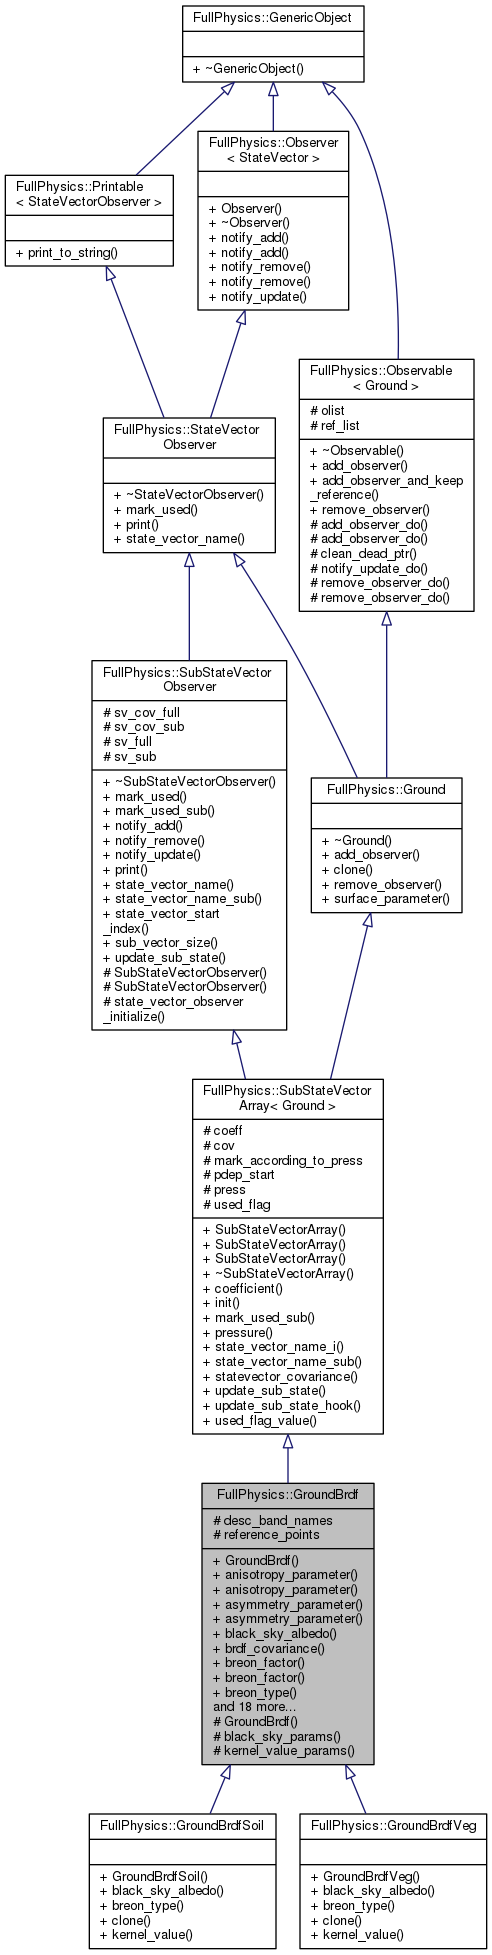 FullPhysics::GenericObject
+ ~GenericObject()
FullPhysics::Observer
< StateVector >
+ Observer()
+ ~Observer()
+ notify_add()
+ notify_add()
+ notify_remove()
+ notify_remove()
+ notify_update()
FullPhysics::Printable
< StateVectorObserver >
+ print_to_string()
FullPhysics::Observable
< Ground >
# olist
# ref_list
+ ~Observable()
+ add_observer()
+ add_observer_and_keep
_reference()
+ remove_observer()
# add_observer_do()
# add_observer_do()
# clean_dead_ptr()
# notify_update_do()
# remove_observer_do()
# remove_observer_do()
FullPhysics::StateVector
Observer
+ ~StateVectorObserver()
+ mark_used()
+ print()
+ state_vector_name()
FullPhysics::SubStateVector
Observer
# sv_cov_full
# sv_cov_sub
# sv_full
# sv_sub
+ ~SubStateVectorObserver()
+ mark_used()
+ mark_used_sub()
+ notify_add()
+ notify_remove()
+ notify_update()
+ print()
+ state_vector_name()
+ state_vector_name_sub()
+ state_vector_start
_index()
+ sub_vector_size()
+ update_sub_state()
# SubStateVectorObserver()
# SubStateVectorObserver()
# state_vector_observer
_initialize()
FullPhysics::Ground
+ ~Ground()
+ add_observer()
+ clone()
+ remove_observer()
+ surface_parameter()
FullPhysics::SubStateVector
Array< Ground >
# coeff
# cov
# mark_according_to_press
# pdep_start
# press
# used_flag
+ SubStateVectorArray()
+ SubStateVectorArray()
+ SubStateVectorArray()
+ ~SubStateVectorArray()
+ coefficient()
+ init()
+ mark_used_sub()
+ pressure()
+ state_vector_name_i()
+ state_vector_name_sub()
+ statevector_covariance()
+ update_sub_state()
+ update_sub_state_hook()
+ used_flag_value()
FullPhysics::GroundBrdf
# desc_band_names
# reference_points
+ GroundBrdf()
+ anisotropy_parameter()
+ anisotropy_parameter()
+ asymmetry_parameter()
+ asymmetry_parameter()
+ black_sky_albedo()
+ brdf_covariance()
+ breon_factor()
+ breon_factor()
+ breon_type()
and 18 more...
# GroundBrdf()
# black_sky_params()
# kernel_value_params()
FullPhysics::GroundBrdfSoil
+ GroundBrdfSoil()
+ black_sky_albedo()
+ breon_type()
+ clone()
+ kernel_value()
FullPhysics::GroundBrdfVeg
+ GroundBrdfVeg()
+ black_sky_albedo()
+ breon_type()
+ clone()
+ kernel_value()